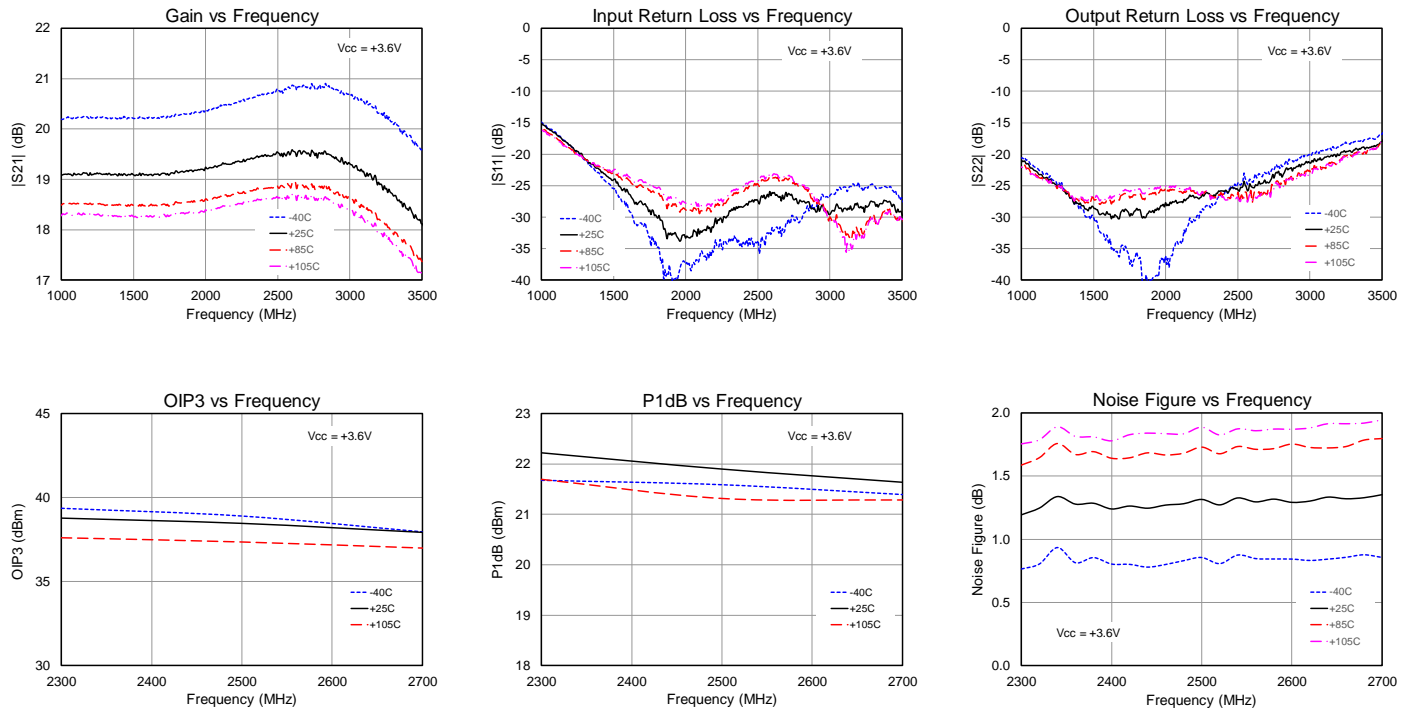 Gain vs Frequency
22
21
20
19
18
17
|S21| (dB)
Vcc = +3.6V
-40C
+25C
+85C
+105C
1000 1500 2000 2500 3000 3500
Frequency (MHz)
Input Return Loss vs Frequency
0
-5
-10
-15
-20
-25
-30
-35
-40
|S11| (dB)
Vcc = +3.6V
-40C
+25C
+85C
+105C
1000 1500 2000 2500 3000 3500
Frequency (MHz)
Output Return Loss vs Frequency
0
-5
-10
-15
-20
-25
-30
-35
-40
|S22| (dB)
Vcc = +3.6V
-40C
+25C
+85C
+105C
1000 1500 2000 2500 3000 3500
Frequency (MHz)
OIP3 vs Frequency
45
42
39
36
33
30
OIP3 (dBm)
Vcc = +3.6V
-40C
+25C
+105C
2300 2400 2500 2600 2700
Frequency (MHz)
P1dB vs Frequency
23
22
21
20
19
18
P1dB (dBm)
Vcc = +3.6V
-40C
+25C
+105C
2300 2400 2500 2600 2700
Frequency (MHz)
Noise Figure vs Frequency
2.0
1.5
1.0
0.5
0.0
Noise Figure (dB)
Vcc = +3.6V
-40C
+25C
+85C
+105C
2300 2400 2500 2600 2700
Frequency (MHz)